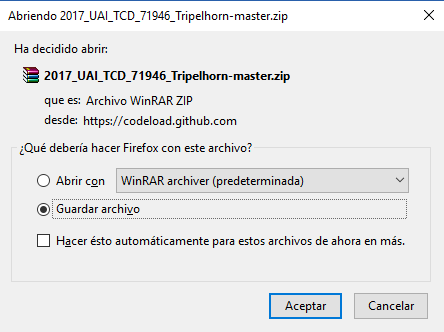 Abriendo 2017_UAI_TCD_71946_Tripelhorn-master.zip
Ha decidido abrir:
2017_UAI_TCD_71946_Tripelhorn-master.zip
que es: Archivo WinRAR ZIP
desde: https://codeload.github.com
¿Qué debería hacer Firefox con este archivo?
Abrir con WinRAR archiver (predeterminada)
Guardar archivo
Hacer ésto automáticamente para estos archivos de ahora en más.
Aceptar Cancelar